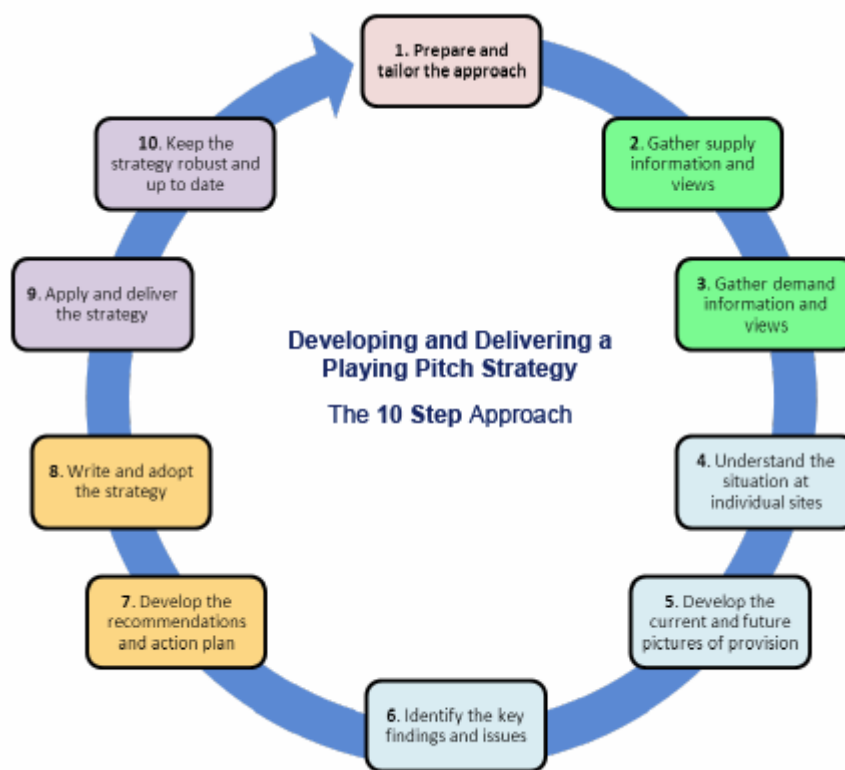 1. Prepare and
tailor the approach
2. Gather supply
information and
views
3. Gather demand
information and
views
4. Understand the
situation at
individual sites
5. Develop the
current and future
pictures of provision
6. Identify the key
findings and issues
7. Develop the
recommendations
and action plan
8. Write and adopt
the strategy
9. Apply and deliver
the strategy
10. Keep the
strategy robust and
up to date
Developing and Delivering a
Playing Pitch Strategy
The 10 Step Approach